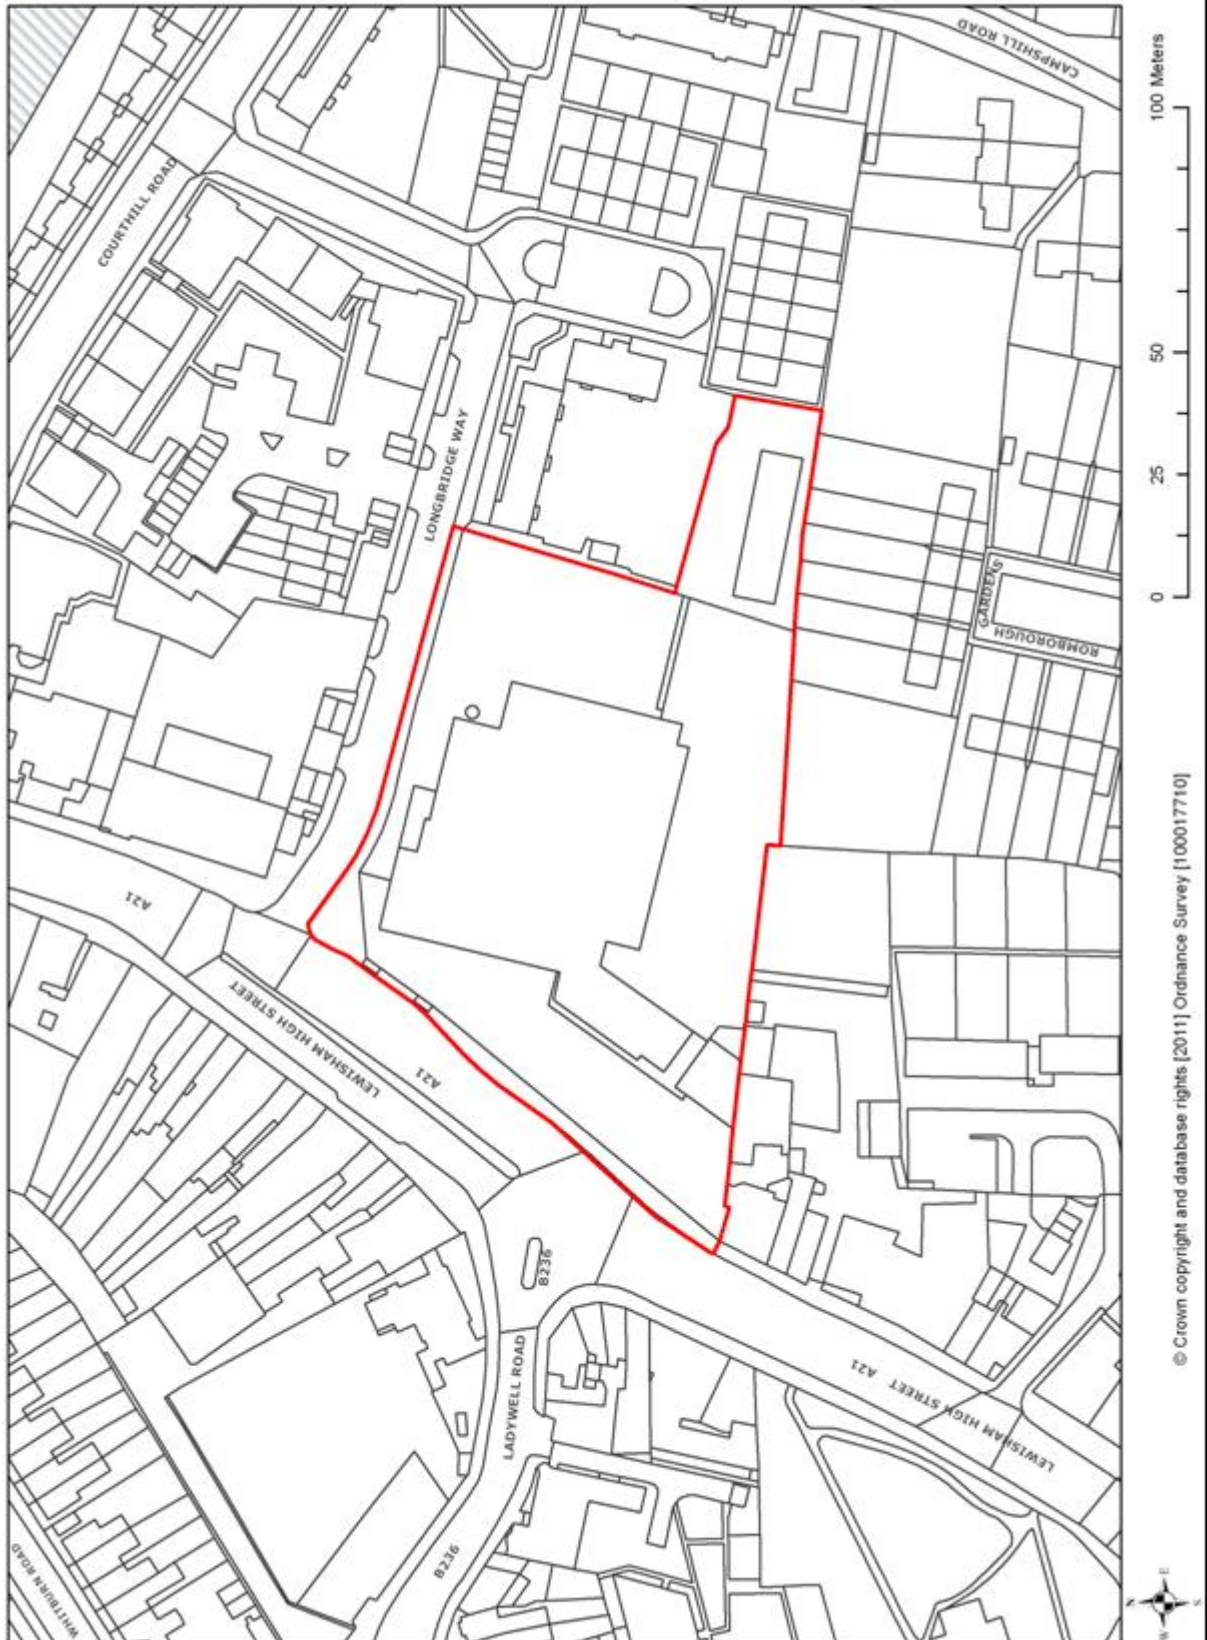 CAMPSHILL ROAD
COURTHILL ROAD
LONGBRIDGE WAY
GARDENS
ROMBOROUGH
A21
LEWISHAM HIGH STREET
A21
B236
LADYWELL ROAD
A21
LEWISHAM HIGH STREET
B236
WHITBURN ROAD
100 Meters
50
25
0
© Crown copyright and database rights [2011] Ordnance Survey [100017710]
N
E
S
W